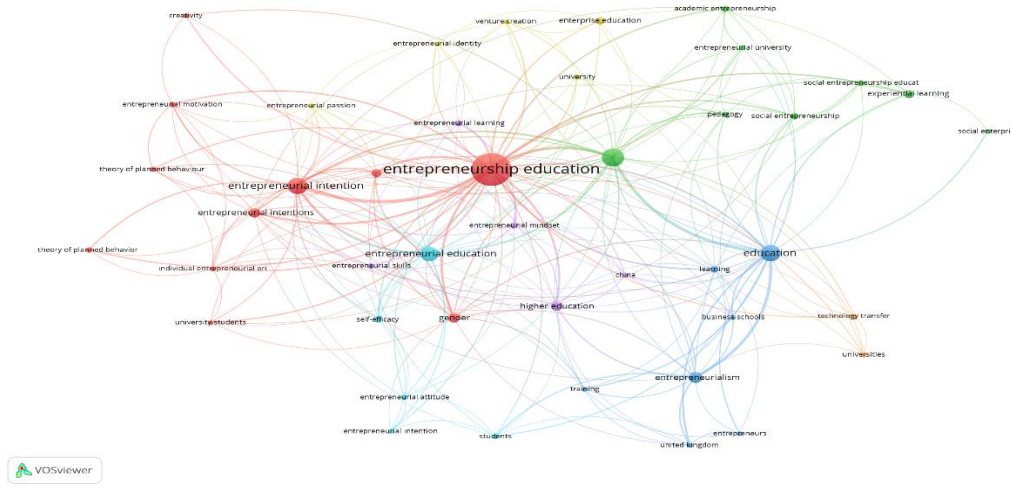 creativity
academic entrepreneurship
venture creation
enterprise education
entrepreneurial identity
entrepreneurial university
university
social entrepreneurship educat
experiential learning
entrepreneuiel motivation
entrepreneurial passion
pedagogy
social entrepreneurship
entrepreneurial learning
social enterpri
theory of planned behaviour
entrepreneurship education
entrepreneurial intention
entrepreneurial intentions
entrepreneurial mindset
theory of planned behavior
entrepreneurial education
education
individual entrepreneurial ori
entrepreneurial skills
learning
china
higher education
university students
self-efficacy
gender
business schools
technology transfer
universities
entrepreneurialism
training
entrepreneurial attitude
entrepreneurial intention
students
entrepreneurs
united kingdom
VOSviewer